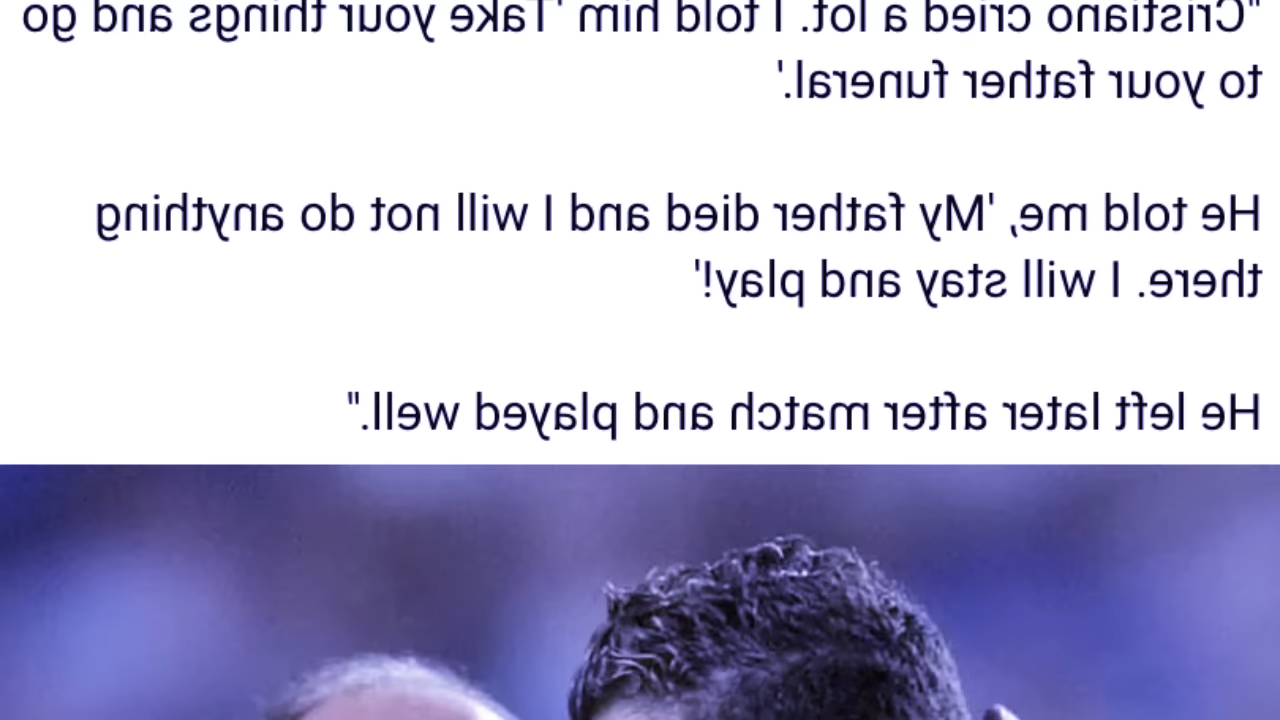 "Cristiano cried a lot. I told him 'Take your things and go
to your father funeral.'
He told me, 'My father died and I will not do anything
there. I will stay and play!'
He left later after match and played well."